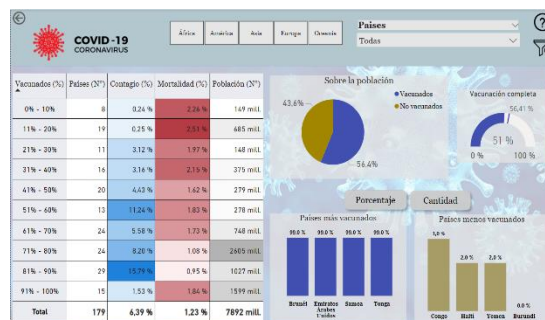 COVID-19
CORONAVIRUS
África América Asia Europa Oceanía
Paises
Todas
?
Vacunados (%) Países (N°) Contagio (%) Mortalidad (%) Población (N°)
0% - 10% 8 0.24 % 2.26 % 169 mill.
11% - 20% 19 0.25 % 2.51 % 685 mill.
21% - 30% 11 3.12 % 1.97 % 148 mill.
31% - 40% 16 3.16 % 2.15 % 375 mill.
41% - 50% 20 4.43 % 1.62 % 279 mill.
51% - 60% 13 11.24 % 1.83 % 278 mill.
61% - 70% 24 5.58 % 1.73 % 748 mill.
71% - 80% 24 8.28 % 1.08 % 2605 mill.
81% - 90% 29 15.79 % 0.95 % 1027 mill.
91% - 100% 15 1.53 % 1.84 % 1599 mill.
Total 179 6,39 % 1,23 % 7892 mill.
Sobre la población
Vacunados
No vacunados
43.6%
56.4%
Vacunación completa
56,41 %
51 %
0 % 100 %
Porcentaje Cantidad
Países más vacunados
99.0 % 99.0 % 99.0 % 99.0 %
Brunéi Emiratos Árabes Unidos Samoa Tonga
Países menos vacunados
3,0 % 2,0 % 2,0 % 0.0 %
Congo Haití Yemen Burundi